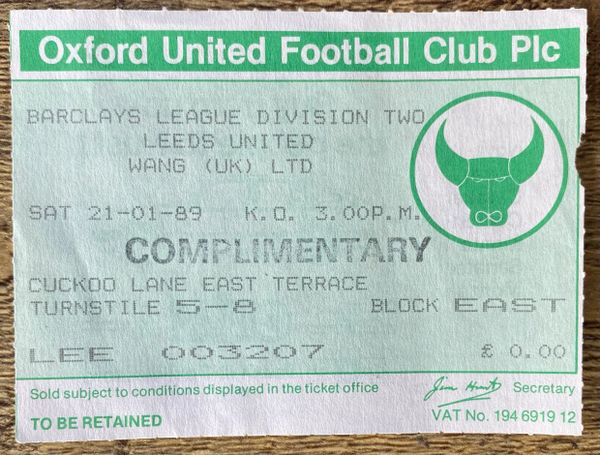 Oxford United Football Club Plc
BARCLAYS LEAGUE DIVISION TWO
LEEDS UNITED
WANG (UK) LTD
SAT 21-01-89 K.O. 3.00P.M.
COMPLIMENTARY
CUCKOO LANE EAST TERRACE
TURNSTILE 5-8 BLOCK EAST
LEE 003207 £ 0.00
Sold subject to conditions displayed in the ticket office Jim Hunt Secretary
TO BE RETAINED VAT No. 194 6919 12